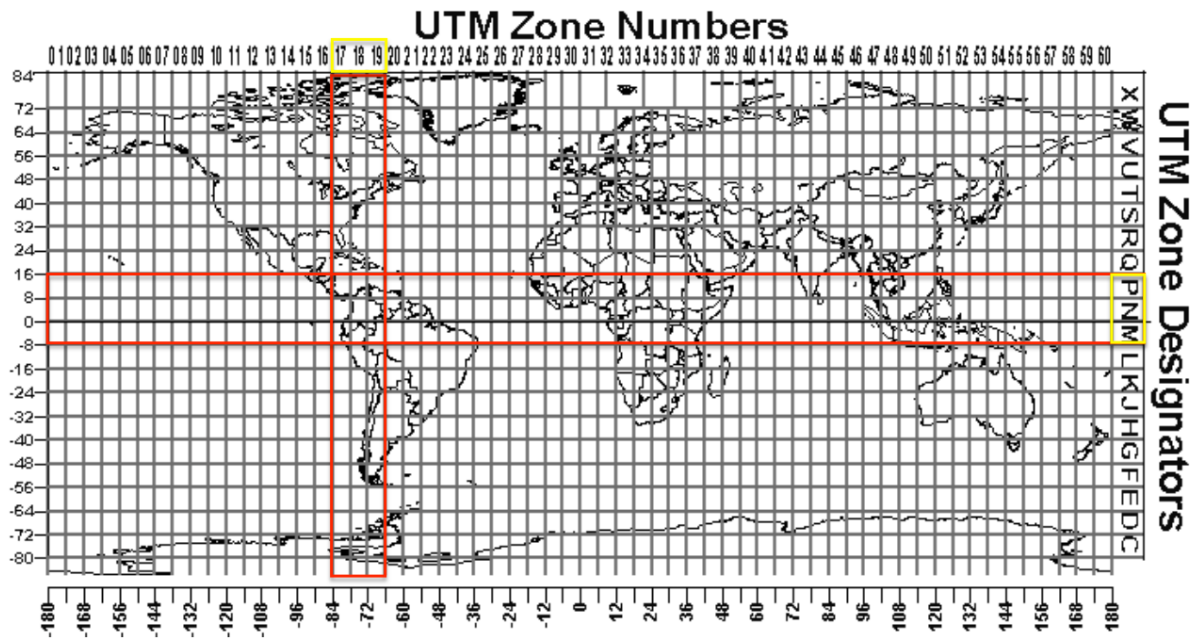 UTM Zone Numbers
01 02 03 04 05 06 07 08 09 10 11 12 13 14 15 16 17 18 19 20 21 22 23 24 25 26 27 28 29 30 31 32 33 34 35 36 37 38 39 40 41 42 43 44 45 46 47 48 49 50 51 52 53 54 55 56 57 58 59 60
84
72
64
56
48
40
32
24
16
8
0
-8
-16
-24
-32
-40
-48
-56
-64
-72
-80
X
W
V
U
T
S
R
Q
P
N
M
L
K
J
H
G
F
E
D
C
UTM Zone Designators
-180 -168 -156 -144 -132 -120 -108 -96 -84 -72 -60 -48 -36 -24 -12 0 12 24 36 48 60 72 84 96 108 120 132 144 156 168 180